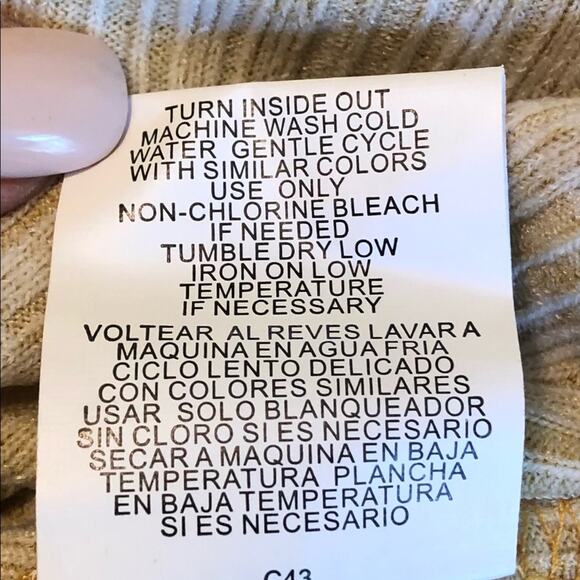 TURN INSIDE OUT
MACHINE WASH COLD
WATER GENTLE CYCLE
WITH SIMILAR COLORS
USE ONLY
NON-CHLORINE BLEACH
IF NEEDED
TUMBLE DRY LOW
IRON ON LOW
TEMPERATURE
IF NECESSARY
VOLTEAR AL REVES LAVAR A
MAQUINA EN AGUA FRIA
CICLO LENTO DELICADO
CON COLORES SIMILARES
USAR SOLO BLANQUEADOR
SIN CLORO SI ES NECESARIO
SECAR A MAQUINA EN BAJA
TEMPERATURA PLANCHA
EN BAJA TEMPERATURA
SI ES NECESARIO
C43